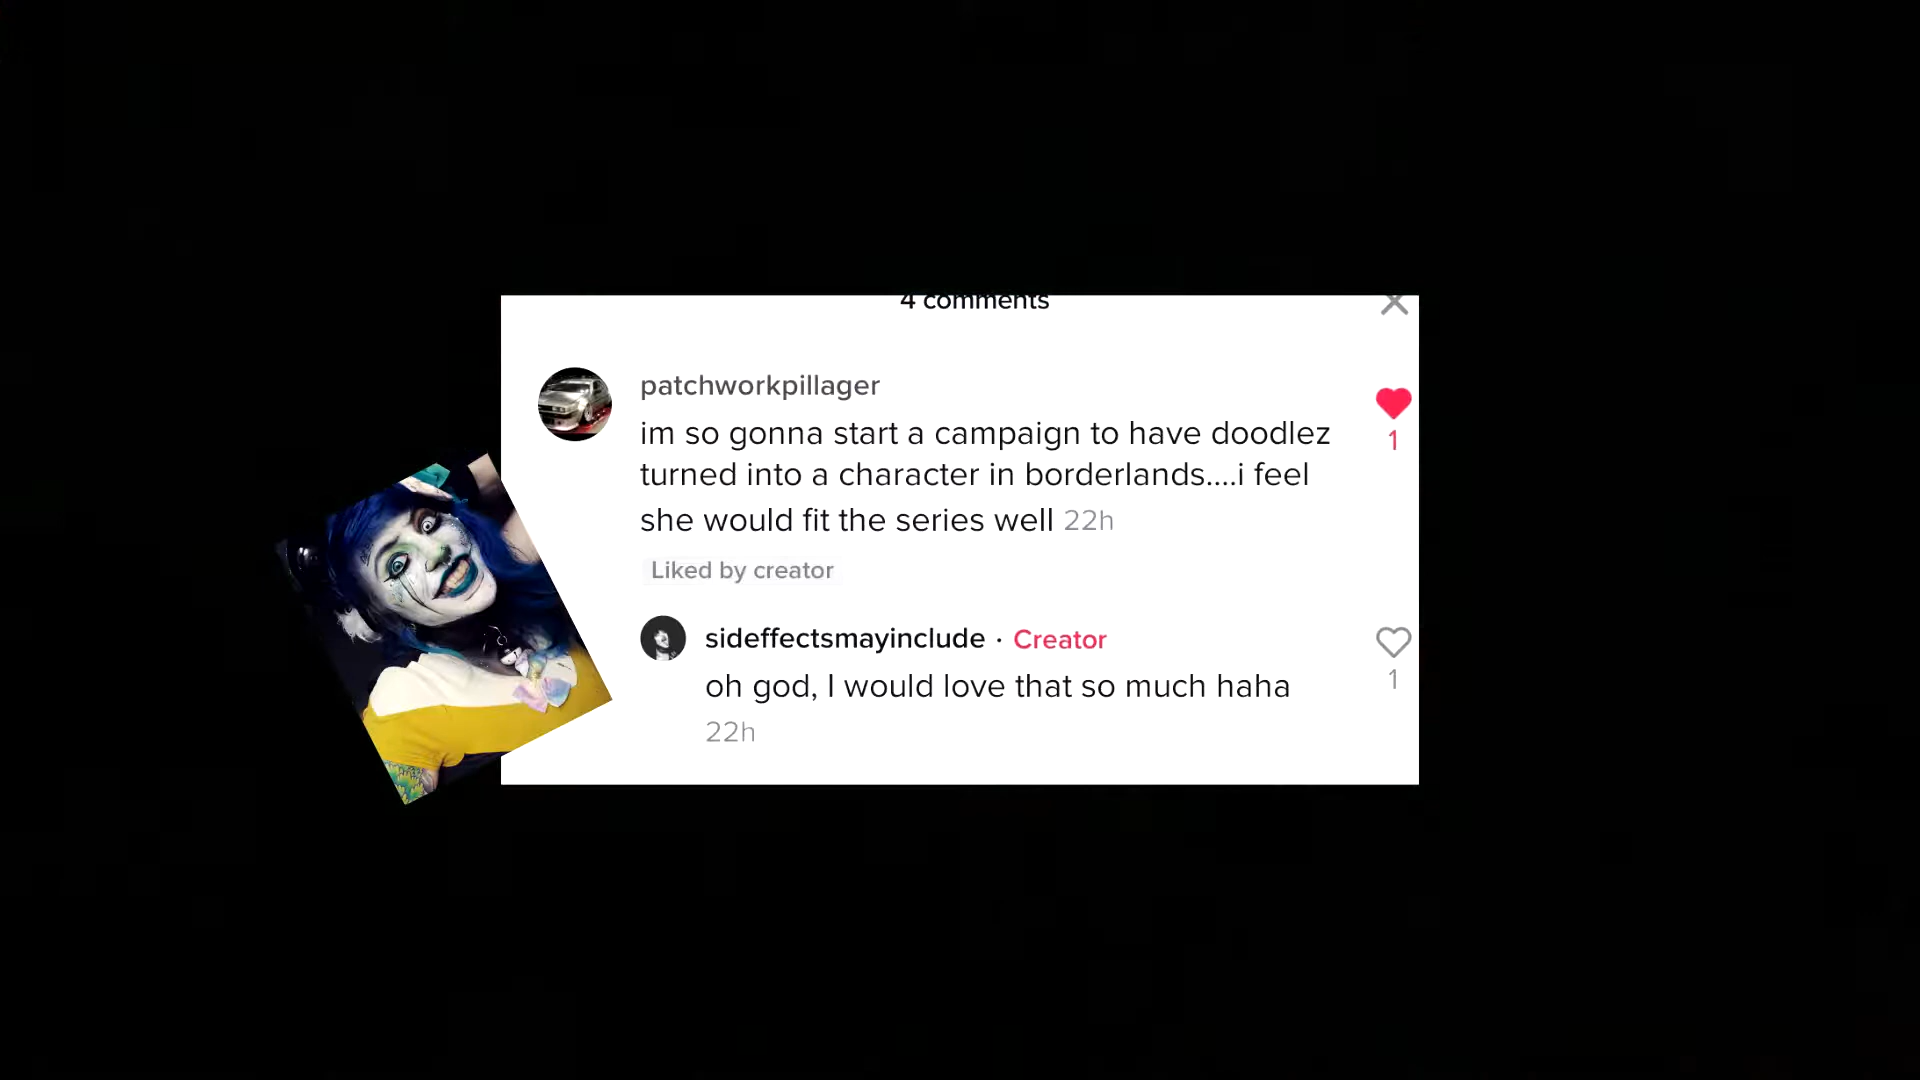 4 comments
patchworkpillager
im so gonna start a campaign to have doodlez
turned into a character in borderlands....i feel
she would fit the series well 22h
Liked by creator
1
sideffectsmayinclude · Creator
oh god, I would love that so much haha
22h
1